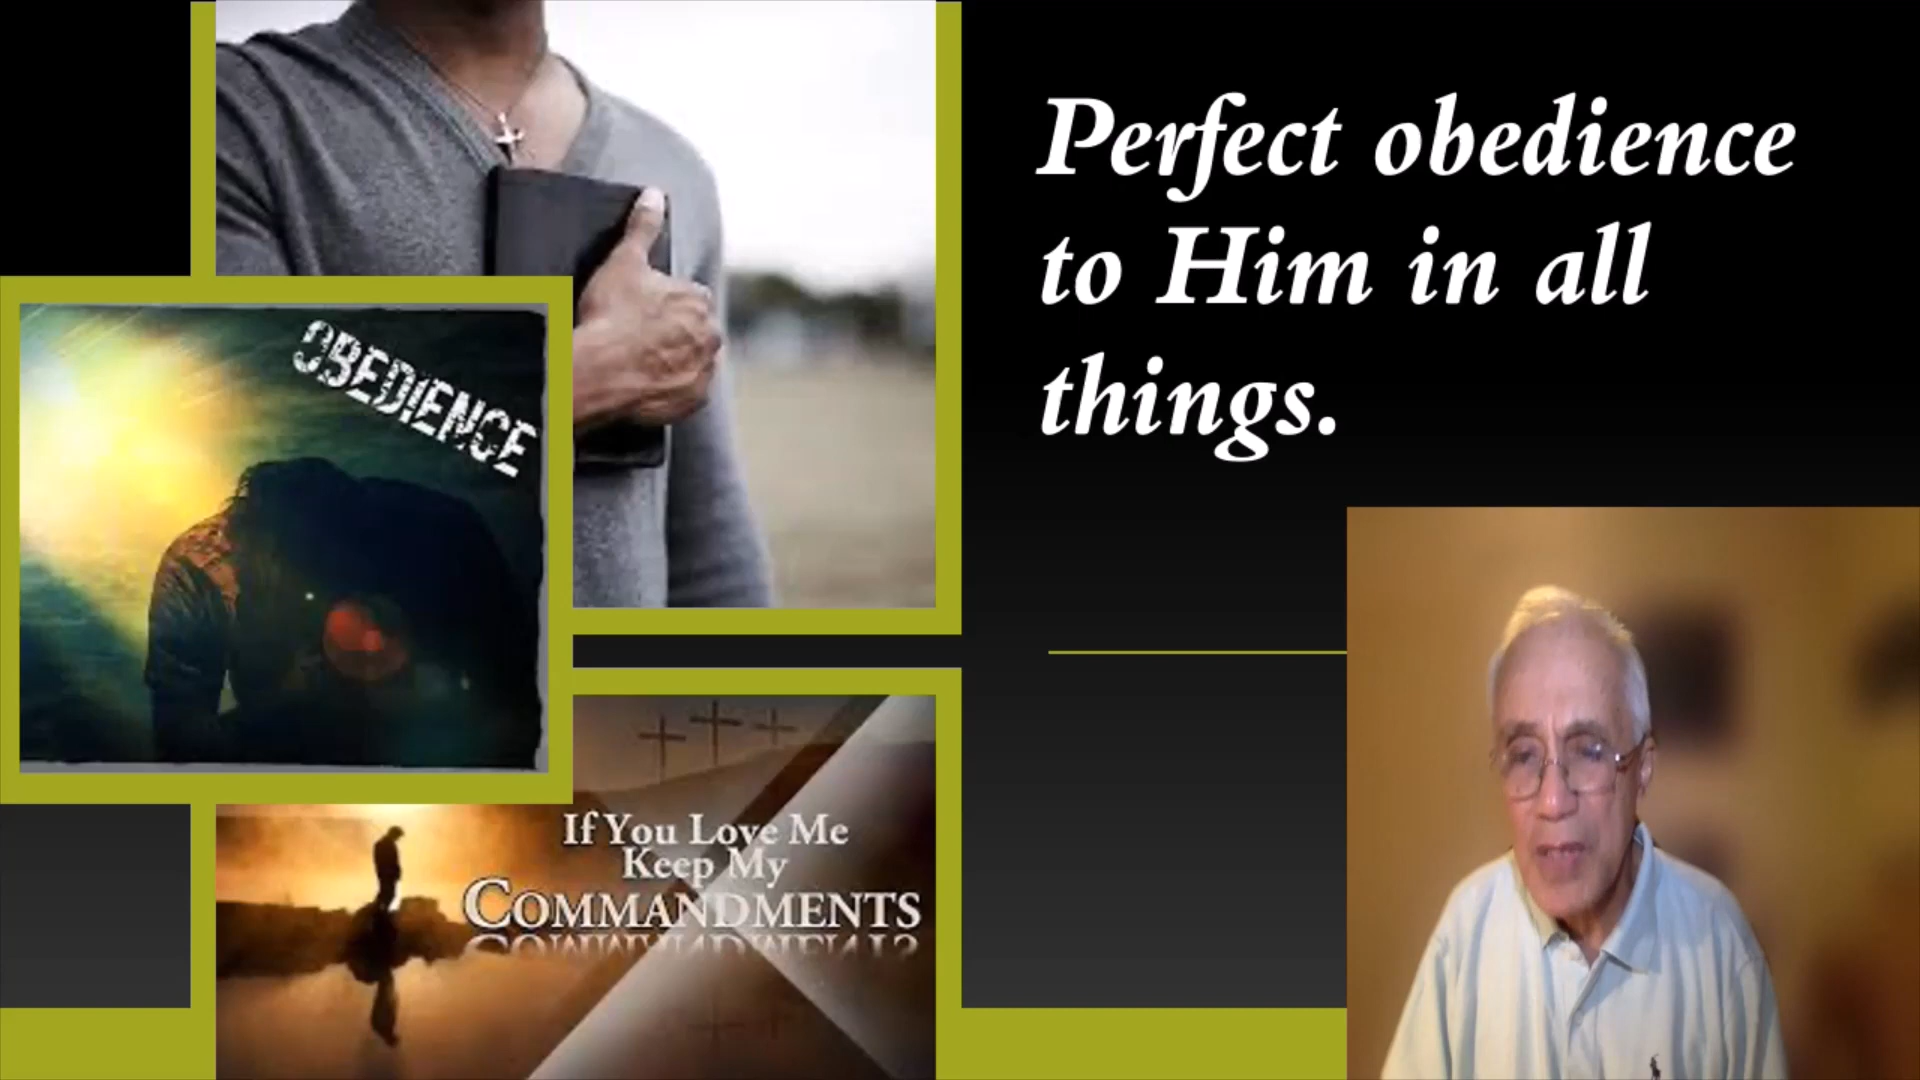 Perfect obedience
to Him in all
things.
OBEDIENCE
If You Love Me
Keep My
COMMANDMENTS